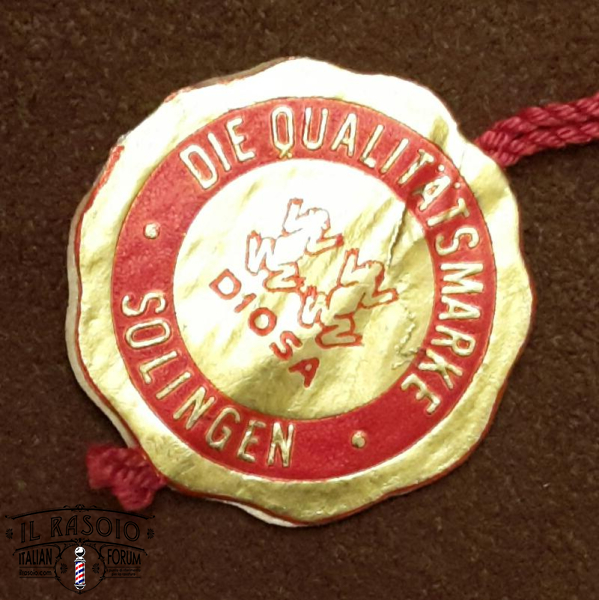 DIE QUALITÄTSMARKE
SOLINGEN
DIOSA
IL RASOIO
ITALIAN FORUM